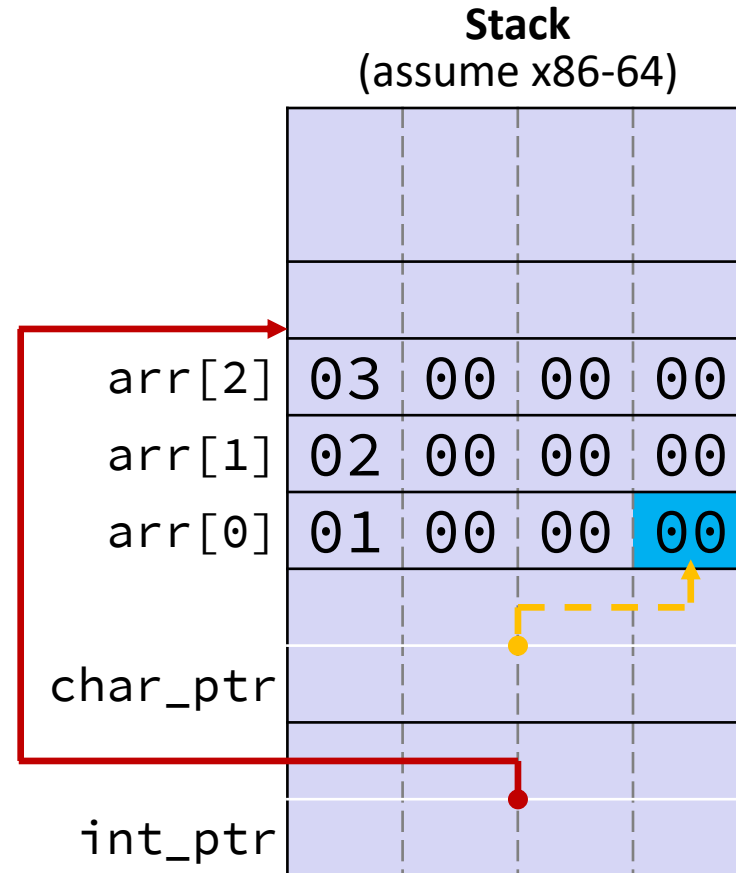 Stack
(assume x86-64)
arr[2] 03 00 00 00
arr[1] 02 00 00 00
arr[0] 01 00 00 00
char_ptr
int_ptr